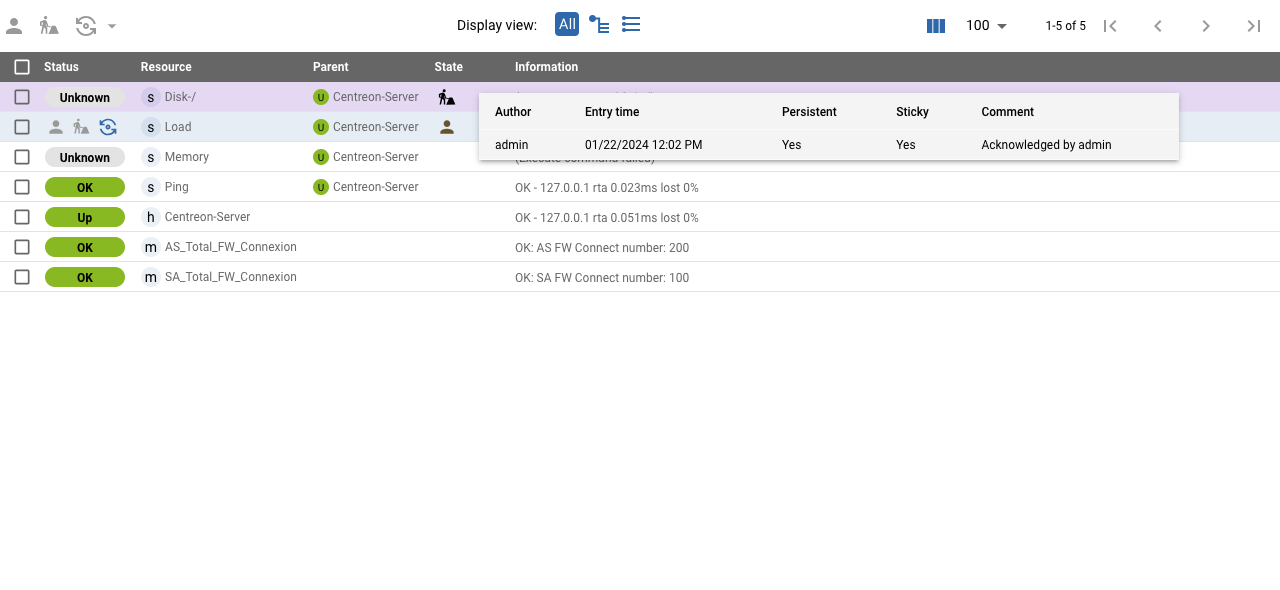 Display view: All 100 1-5 of 5
Status Resource Parent State Information
Unknown s Disk-/ U Centreon-Server
Author Entry time Persistent Sticky Comment
s Load U Centreon-Server
admin 01/22/2024 12:02 PM Yes Yes Acknowledged by admin
Unknown s Memory U Centreon-Server (Execute command failed)
OK s Ping U Centreon-Server OK - 127.0.0.1 rta 0.023ms lost 0%
Up h Centreon-Server OK - 127.0.0.1 rta 0.051ms lost 0%
OK m AS_Total_FW_Connexion OK: AS FW Connect number: 200
OK m SA_Total_FW_Connexion OK: SA FW Connect number: 100